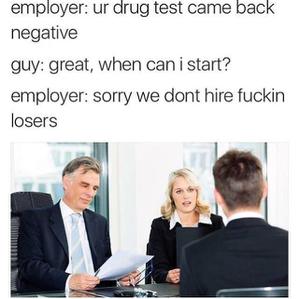 employer: ur drug test came back
negative
guy: great, when can i start?
employer: sorry we dont hire fuckin
losers